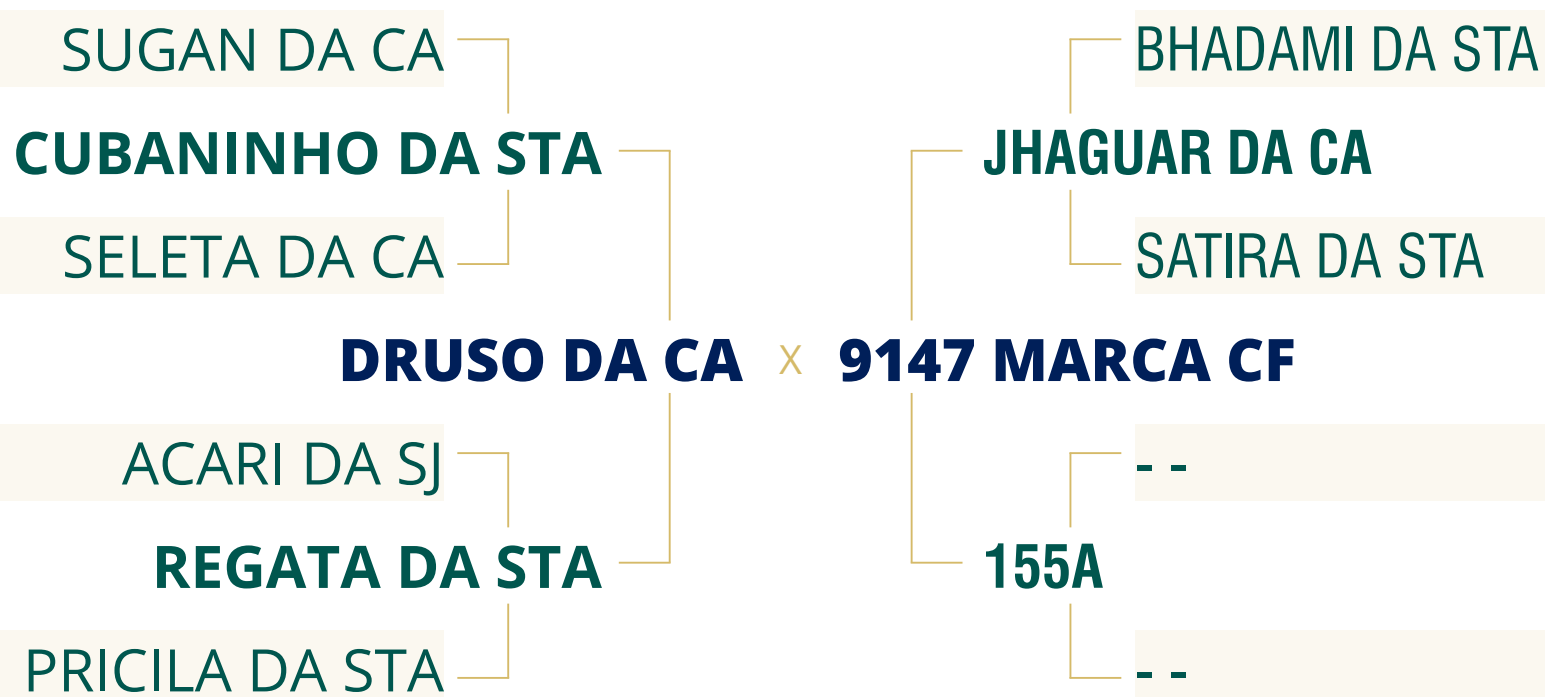 SUGAN DA CA
BHADAMI DA STA
CUBANINHO DA STA
JHAGUAR DA CA
SELETA DA CA
SATIRA DA STA
DRUSO DA CA X 9147 MARCA CF
ACARI DA SJ
- -
REGATA DA STA
155A
PRICILA DA STA
- -